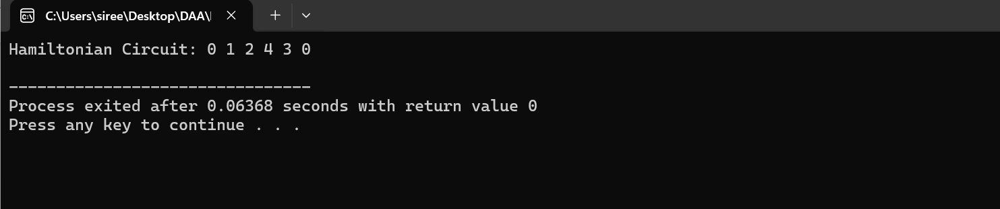 C:\Users\siree\Desktop\DAA\
Hamiltonian Circuit: 0 1 2 4 3 0
--------------------------------
Process exited after 0.06368 seconds with return value 0
Press any key to continue . . .